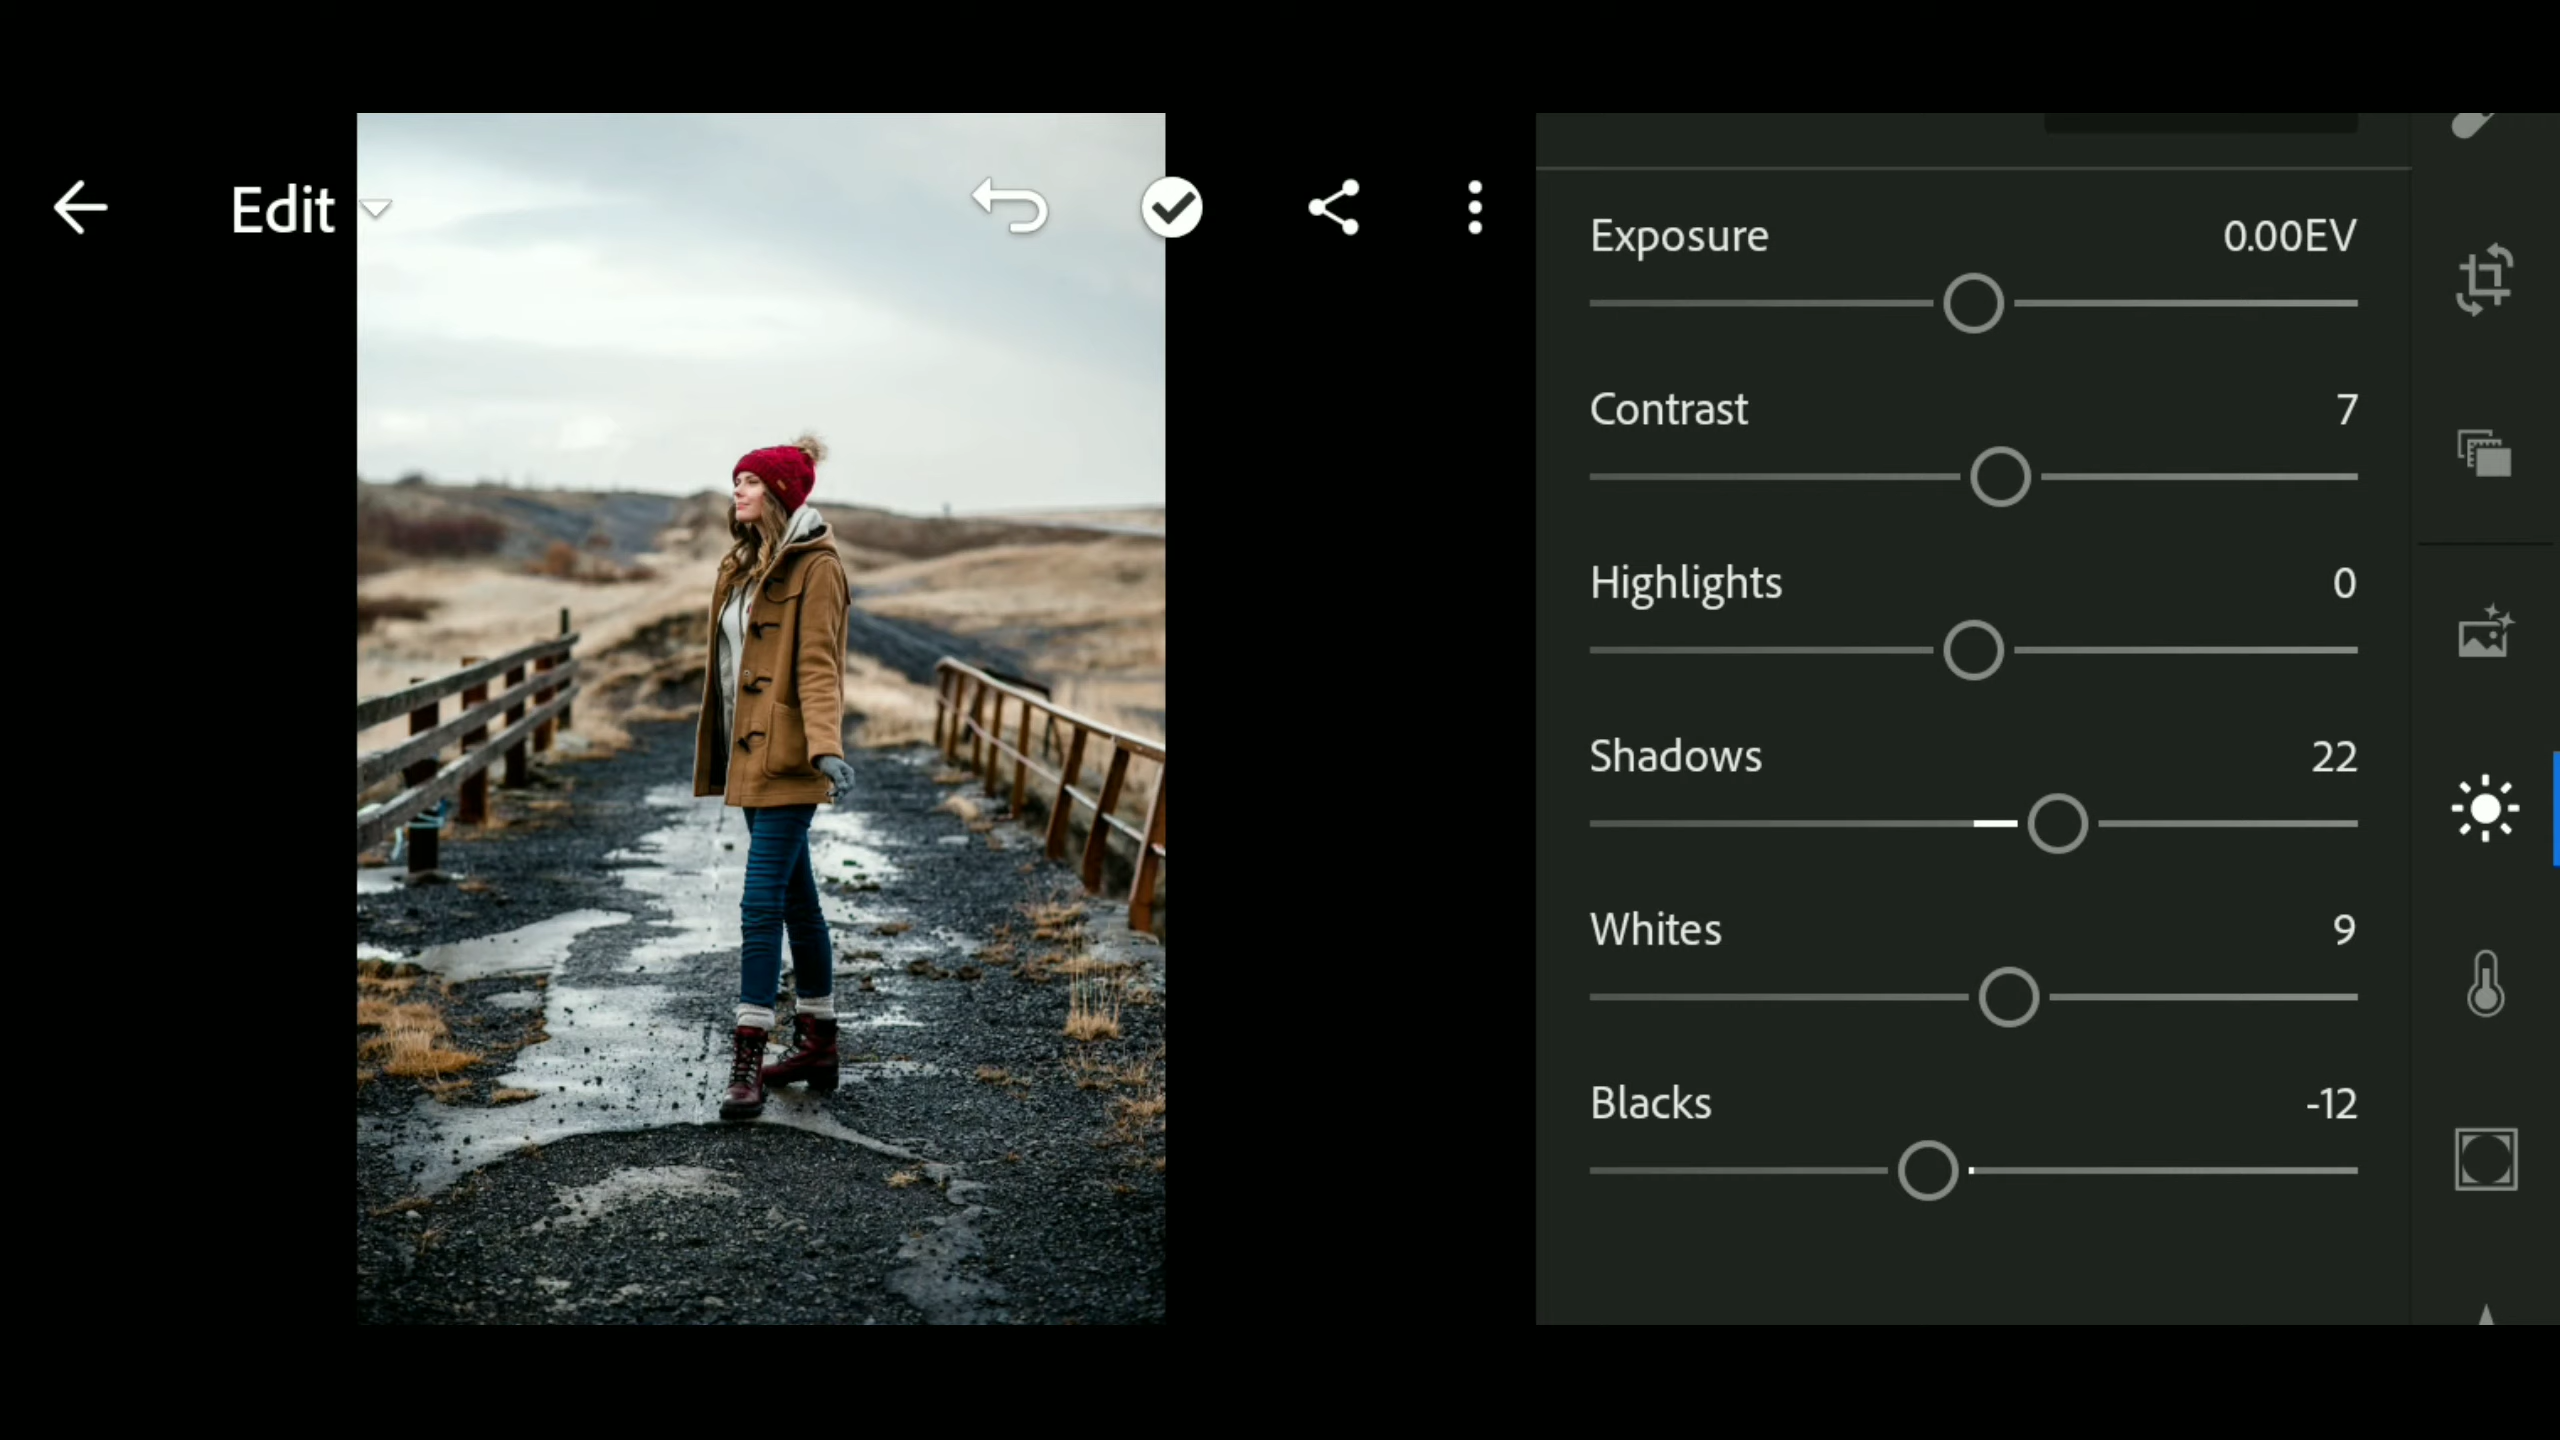 Edit
Exposure 0.00EV
Contrast 7
Highlights 0
Shadows 22
Whites 9
Blacks -12